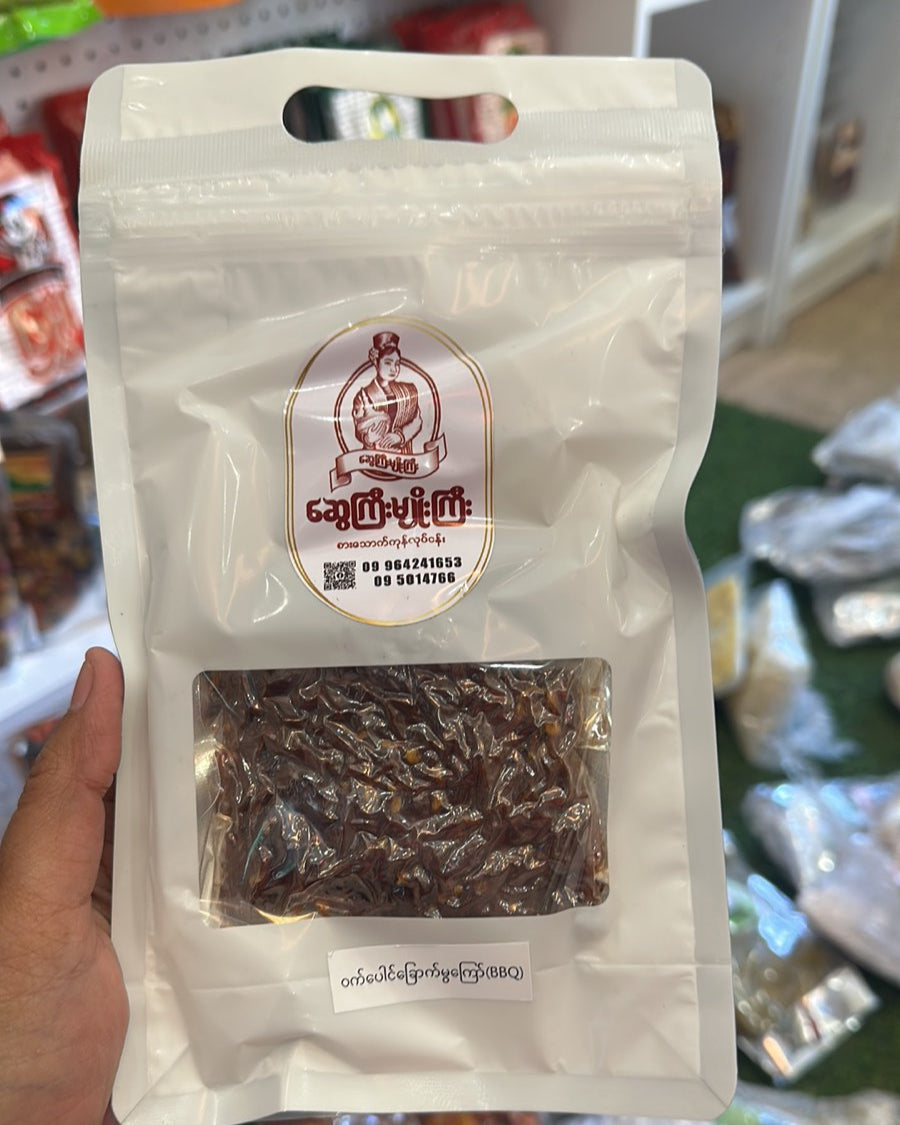 ဆွေကြီးမျိုးကြီး
ဆွေကြီးမျိုးကြီး
စားသောက်ကုန်လုပ်ငန်း
09 964241653
09 5014766
ဝက်ပေါင်ခြောက်မွှကြော်(BBQ)